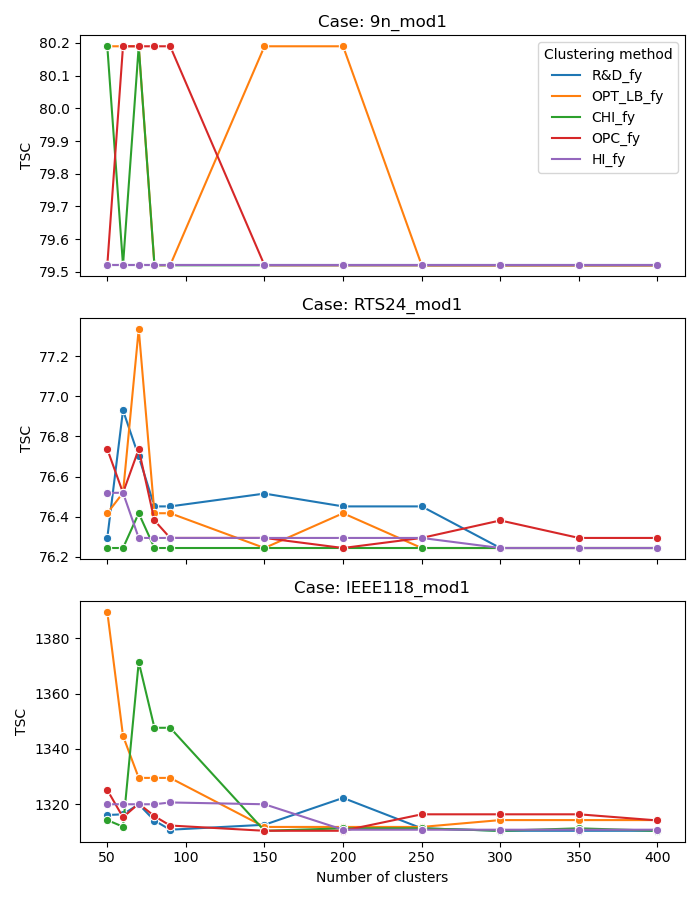 Case: 9n_mod1
80.2
80.1
80.0
79.9
79.8
79.7
79.6
79.5
TSC
Clustering method
R&D_fy
OPT_LB_fy
CHI_fy
OPC_fy
HI_fy
Case: RTS24_mod1
77.2
77.0
76.8
76.6
76.4
76.2
TSC
Case: IEEE118_mod1
1380
1360
1340
1320
TSC
50 100 150 200 250 300 350 400
Number of clusters